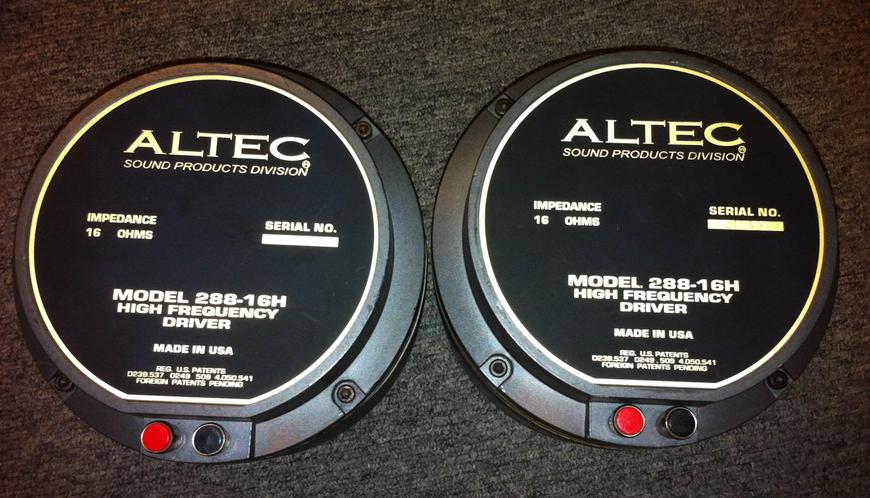 ALTEC
SOUND PRODUCTS DIVISION
IMPEDANCE
16 OHMS
SERIAL NO.
MODEL 288-16H
HIGH FREQUENCY
DRIVER
MADE IN USA
REG. U.S. PATENTS
D239.537 0249.509 4.050.541
FOREIGN PATENTS PENDING
ALTEC
SOUND PRODUCTS DIVISION
IMPEDANCE
16 OHMS
SERIAL NO.
MODEL 288-16H
HIGH FREQUENCY
DRIVER
MADE IN USA
REG. U.S. PATENTS
D239.537 0249.509 4.050.541
FOREIGN PATENTS PENDING